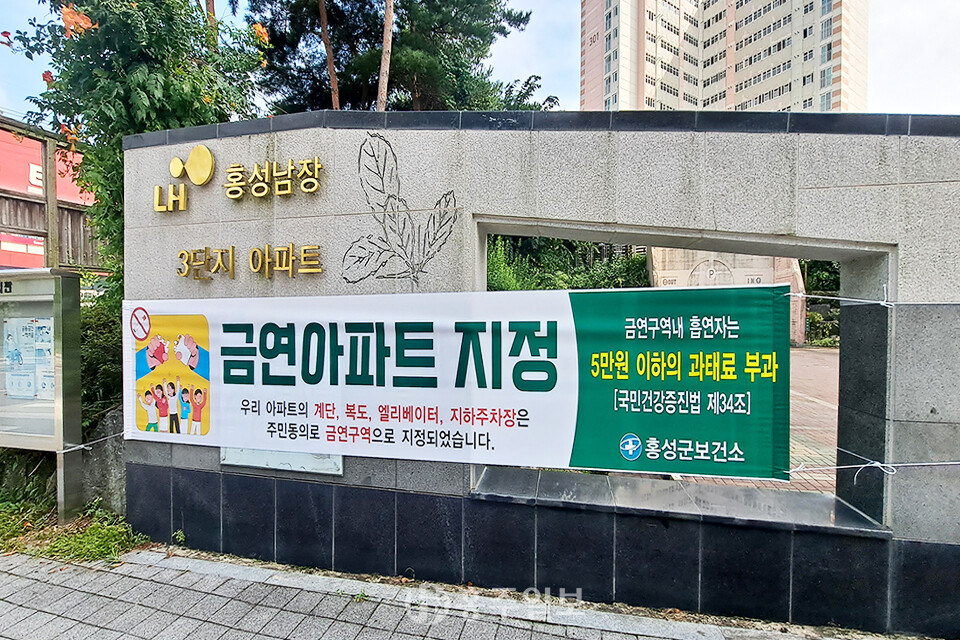 301
LH 홍성남장
3단지 아파트
금연아파트 지정
우리 아파트의 계단, 복도, 엘리베이터, 지하주차장은
주민동의로 금연구역으로 지정되었습니다.
금연구역내 흡연자는
5만원 이하의 과태료 부과
[국민건강증진법 제34조]
홍성군보건소